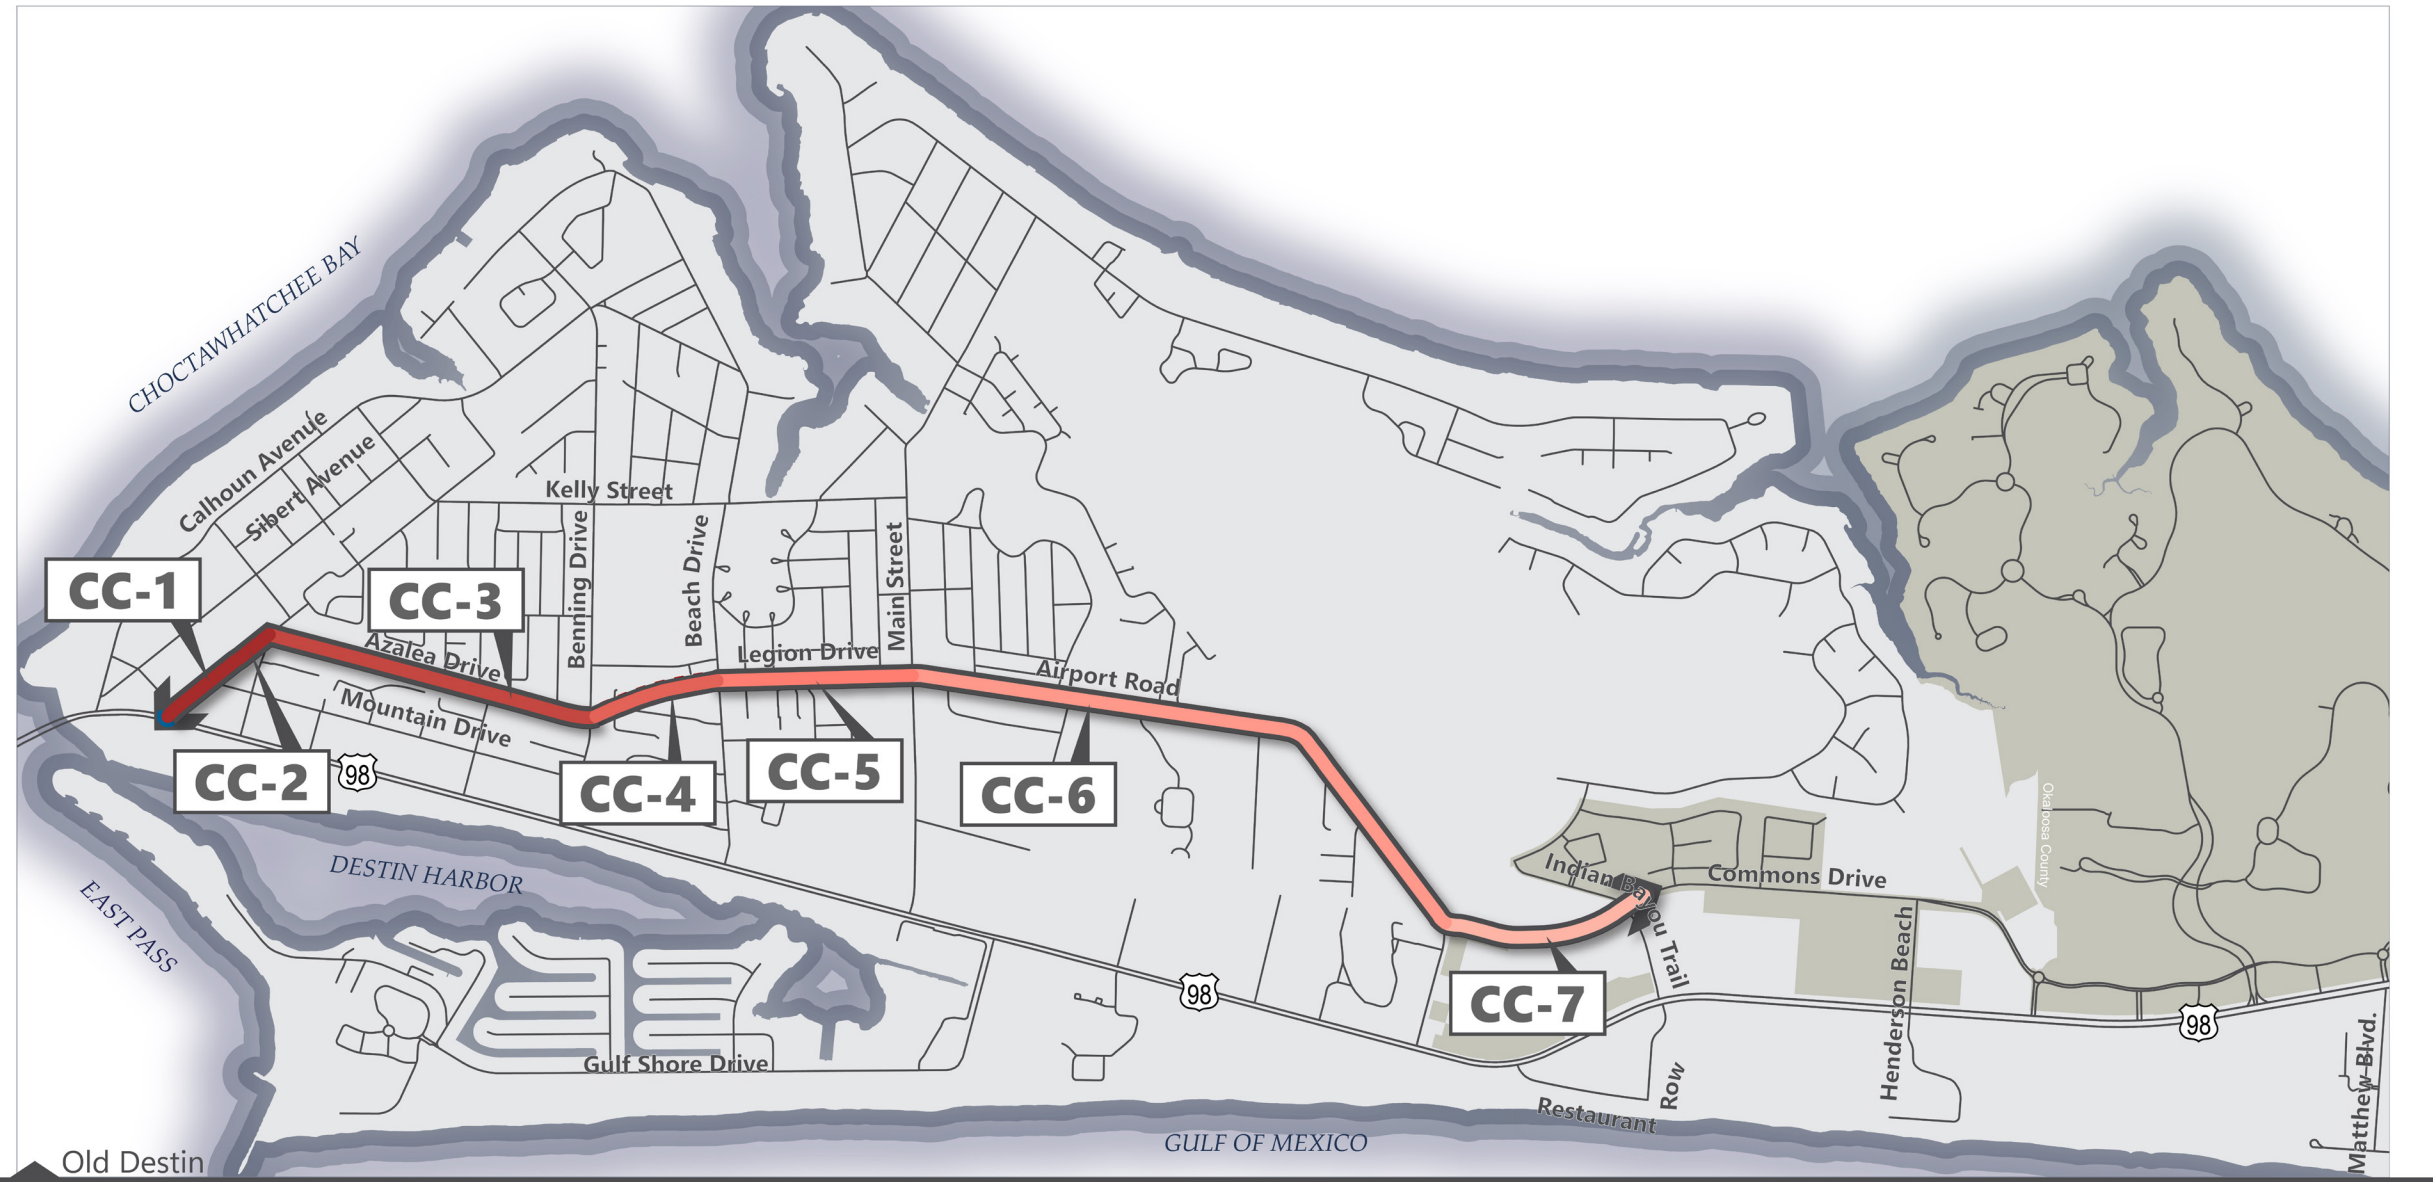 CHOCTAWHATCHEE BAY
Calhoun Avenue
Sibert Avenue
Kelly Street
Benning Drive
Beach Drive
Main Street
CC-1
CC-3
Azalea Drive
Legion Drive
Airport Road
Mountain Drive
98
CC-2
CC-4
CC-5
CC-6
Okaloosa County
Indian Bayou Trail
Commons Drive
DESTIN HARBOR
EAST PASS
98
CC-7
Henderson Beach
98
Gulf Shore Drive
Restaurant Row
Matthew Blvd.
GULF OF MEXICO
Old Destin